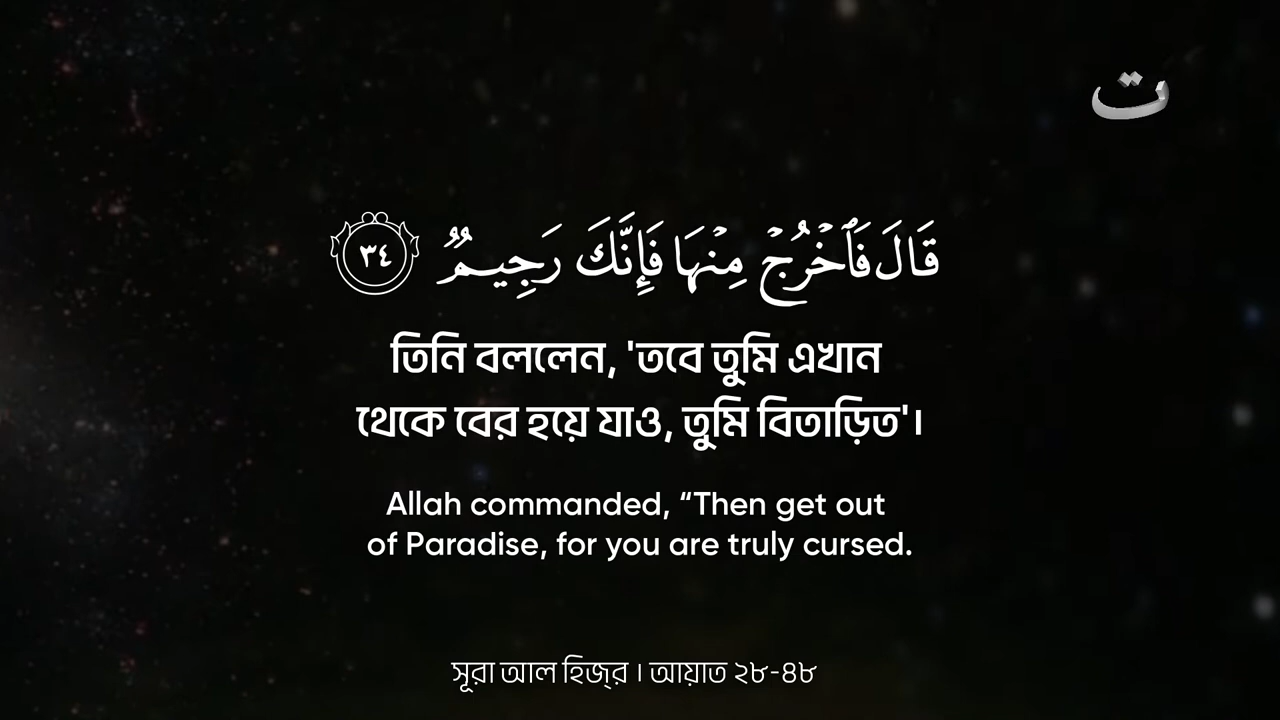 ت
قَالَ فَٱخْرُجْ مِنْهَا فَإِنَّكَ رَجِيمٌ ٣٤
তিনি বললেন, 'তবে তুমি এখান
থেকে বের হয়ে যাও, তুমি বিতাড়িত'।
Allah commanded, “Then get out
of Paradise, for you are truly cursed.
সূরা আল হিজ্‌র । আয়াত ২৮-৪৮